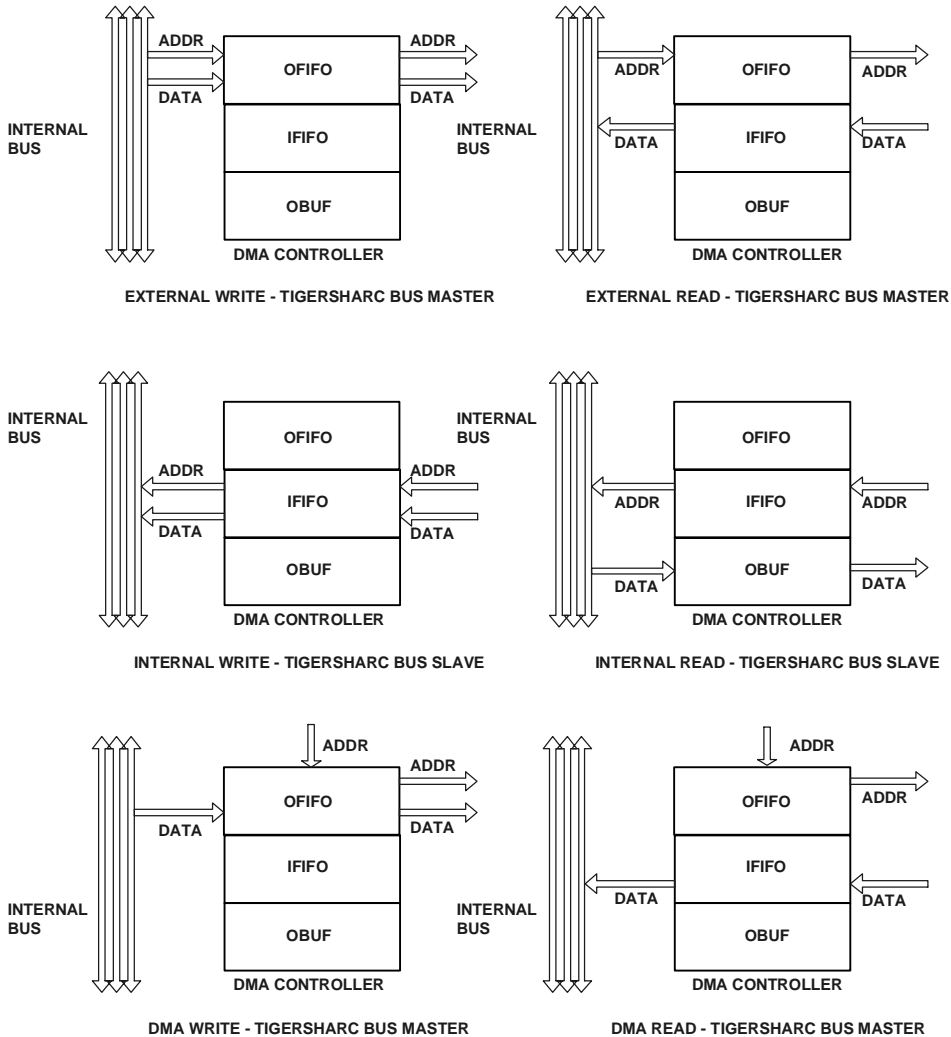 ADDR
OFIFO
ADDR
DATA
DATA
INTERNAL
BUS
IFIFO
OBUF
DMA CONTROLLER
EXTERNAL WRITE - TIGERSHARC BUS MASTER
OFIFO
ADDR
ADDR
INTERNAL
BUS
DATA
IFIFO
DATA
OBUF
DMA CONTROLLER
EXTERNAL READ - TIGERSHARC BUS MASTER
INTERNAL
BUS
OFIFO
ADDR
ADDR
IFIFO
DATA
DATA
OBUF
DMA CONTROLLER
INTERNAL WRITE - TIGERSHARC BUS SLAVE
INTERNAL
BUS
OFIFO
ADDR
IFIFO
ADDR
DATA
OBUF
DATA
DMA CONTROLLER
INTERNAL READ - TIGERSHARC BUS SLAVE
ADDR
ADDR
OFIFO
DATA
DATA
IFIFO
INTERNAL
BUS
OBUF
DMA CONTROLLER
DMA WRITE - TIGERSHARC BUS MASTER
ADDR
OFIFO
ADDR
IFIFO
DATA
DATA
INTERNAL
BUS
OBUF
DMA CONTROLLER
DMA READ - TIGERSHARC BUS MASTER